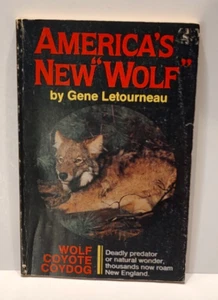 AMERICA'S
NEW "WOLF"
by Gene Letourneau
WOLF
COYOTE
COYDOG
Deadly predator
or natural wonder,
thousands now roam
New England.